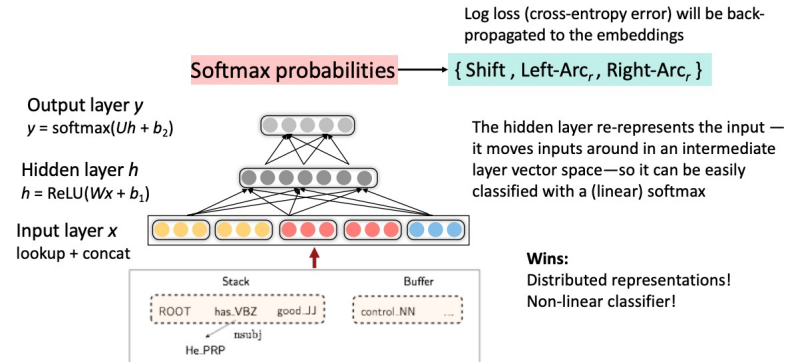 Log loss (cross-entropy error) will be back-
propagated to the embeddings
Softmax probabilities
{ Shift , Left-Arcᵣ , Right-Arcᵣ }
Output layer y
y = softmax(Uh + b₂)
The hidden layer re-represents the input —
it moves inputs around in an intermediate
layer vector space—so it can be easily
classified with a (linear) softmax
Hidden layer h
h = ReLU(Wx + b₁)
Input layer x
lookup + concat
Wins:
Distributed representations!
Non-linear classifier!
Stack
Buffer
ROOT has_VBZ good_JJ
control_NN ...
nsubj
He_PRP